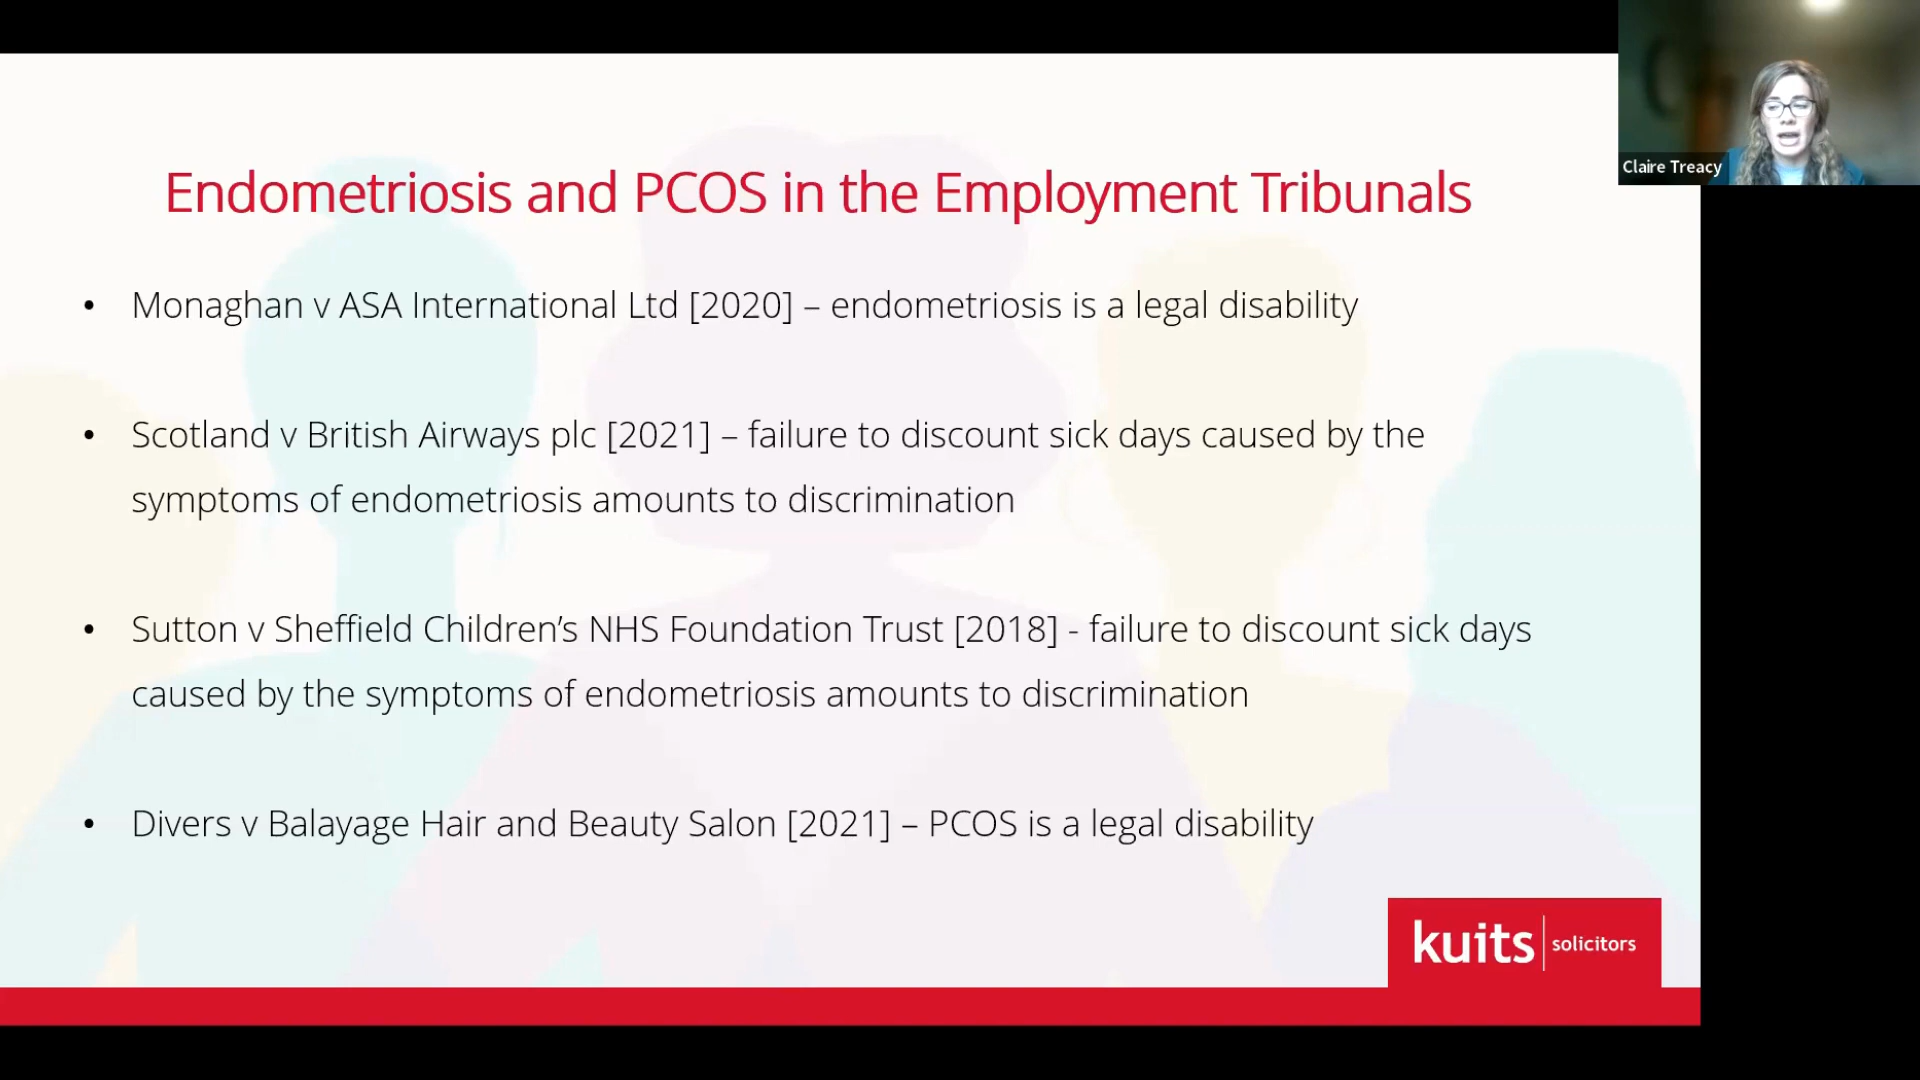 Claire Treacy
Endometriosis and PCOS in the Employment Tribunals
• Monaghan v ASA International Ltd [2020] – endometriosis is a legal disability
• Scotland v British Airways plc [2021] – failure to discount sick days caused by the
symptoms of endometriosis amounts to discrimination
• Sutton v Sheffield Children’s NHS Foundation Trust [2018] - failure to discount sick days
caused by the symptoms of endometriosis amounts to discrimination
• Divers v Balayage Hair and Beauty Salon [2021] – PCOS is a legal disability
kuits solicitors